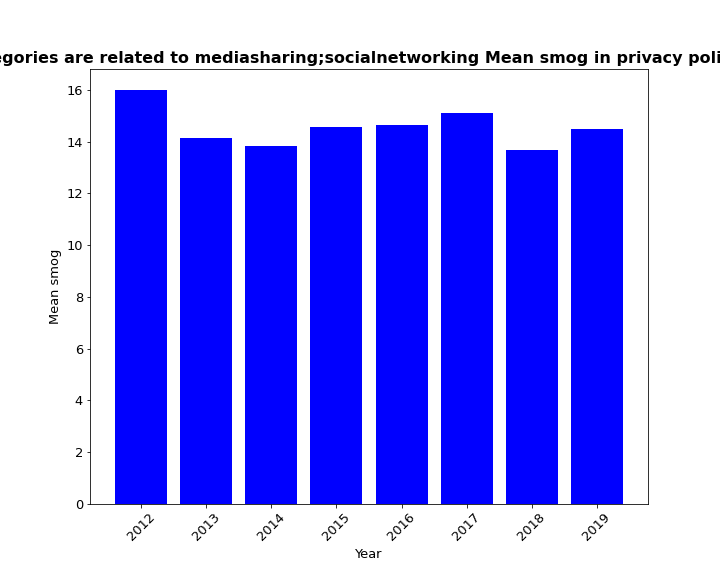 egories are related to mediasharing;socialnetworking Mean smog in privacy poli
16
14
12
10
8
6
4
2
0
Mean smog
2012 2013 2014 2015 2016 2017 2018 2019
Year